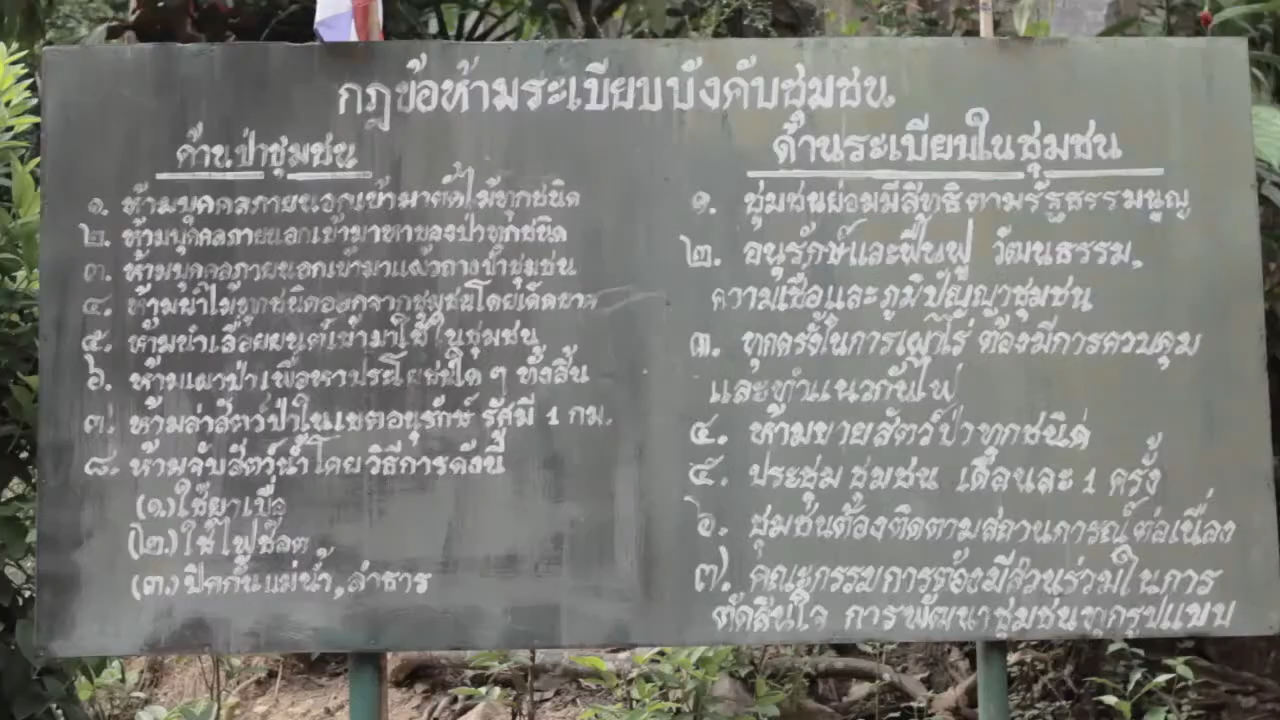 กฎข้อห้ามระเบียบบังคับชุมชน
ด้านป่าชุมชน
๑. ห้ามบุคคลภายนอกเข้ามาตัดไม้ทุกชนิด
๒. ห้ามบุคคลภายนอกเข้ามาหาของป่าทุกชนิด
๓. ห้ามบุคคลภายนอกเข้ามาแผ้วถางป่าชุมชน
๔. ห้ามนำไม้ทุกชนิดออกจากชุมชนโดยเด็ดขาด
๕. ห้ามนำเลื่อยยนต์เข้ามาใช้ในชุมชน
๖. ห้ามเผาป่าเพื่อหาประโยชน์ใด ๆ ทั้งสิ้น
๗. ห้ามล่าสัตว์ป่าในเขตอนุรักษ์ รัศมี 1 กม.
๘. ห้ามจับสัตว์น้ำโดยวิธีการดังนี้
(๑.) ใช้ยาเบื่อ
(๒.) ใช้ไฟช๊อต
(๓.) ปิดกั้นแม่น้ำ, ลำธาร
ด้านระเบียบในชุมชน
๑. ชุมชนย่อมมีสิทธิตามรัฐธรรมนูญ
๒. อนุรักษ์และฟื้นฟู วัฒนธรรม,
ความเชื่อและภูมิปัญญาชุมชน
๓. ทุกครั้งในการเผาไร่ ต้องมีการควบคุม
และทำแนวกันไฟ
๔. ห้ามขายสัตว์ป่าทุกชนิด
๕. ประชุมชุมชน เดือนละ 1 ครั้ง
๖. ชุมชนต้องติดตามสถานการณ์ต่อเนื่อง
๗. คณะกรรมการต้องมีส่วนร่วมในการ
ตัดสินใจ การพัฒนาชุมชนทุกรูปแบบ